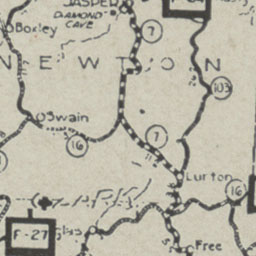 JASPER
DIAMOND
CAVE
Boxley
7
NEWTON
103
Swain
16
7
Lurton
16
F-27
Free